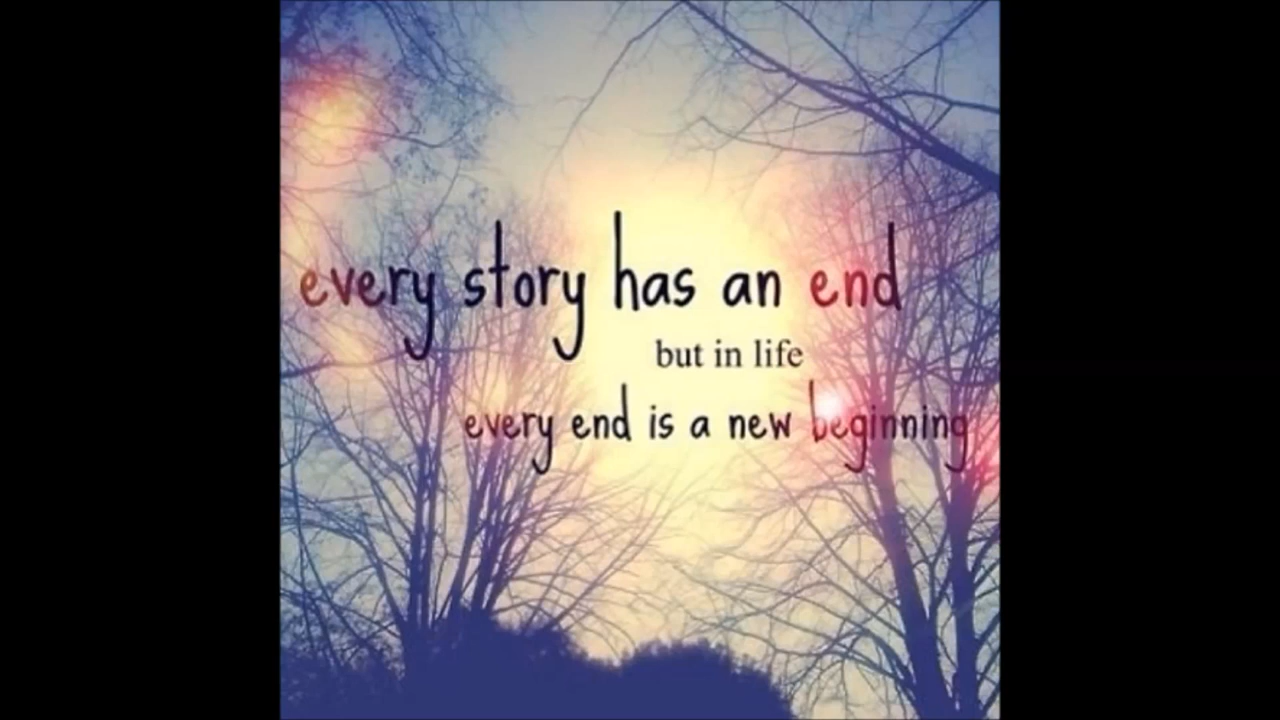 every story has an end
but in life
every end is a new beginning